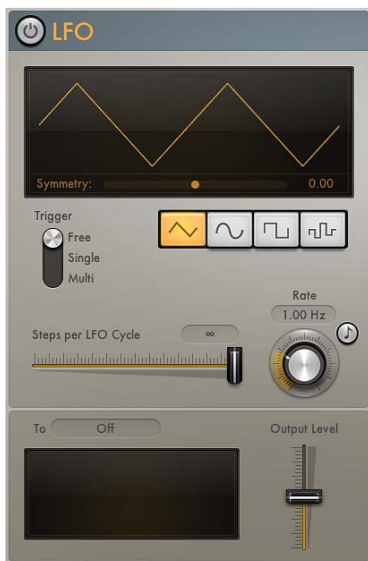 LFO
Symmetry: 0.00
Trigger
Free
Single
Multi
Rate
1.00 Hz
Steps per LFO Cycle ∞
To Off
Output Level